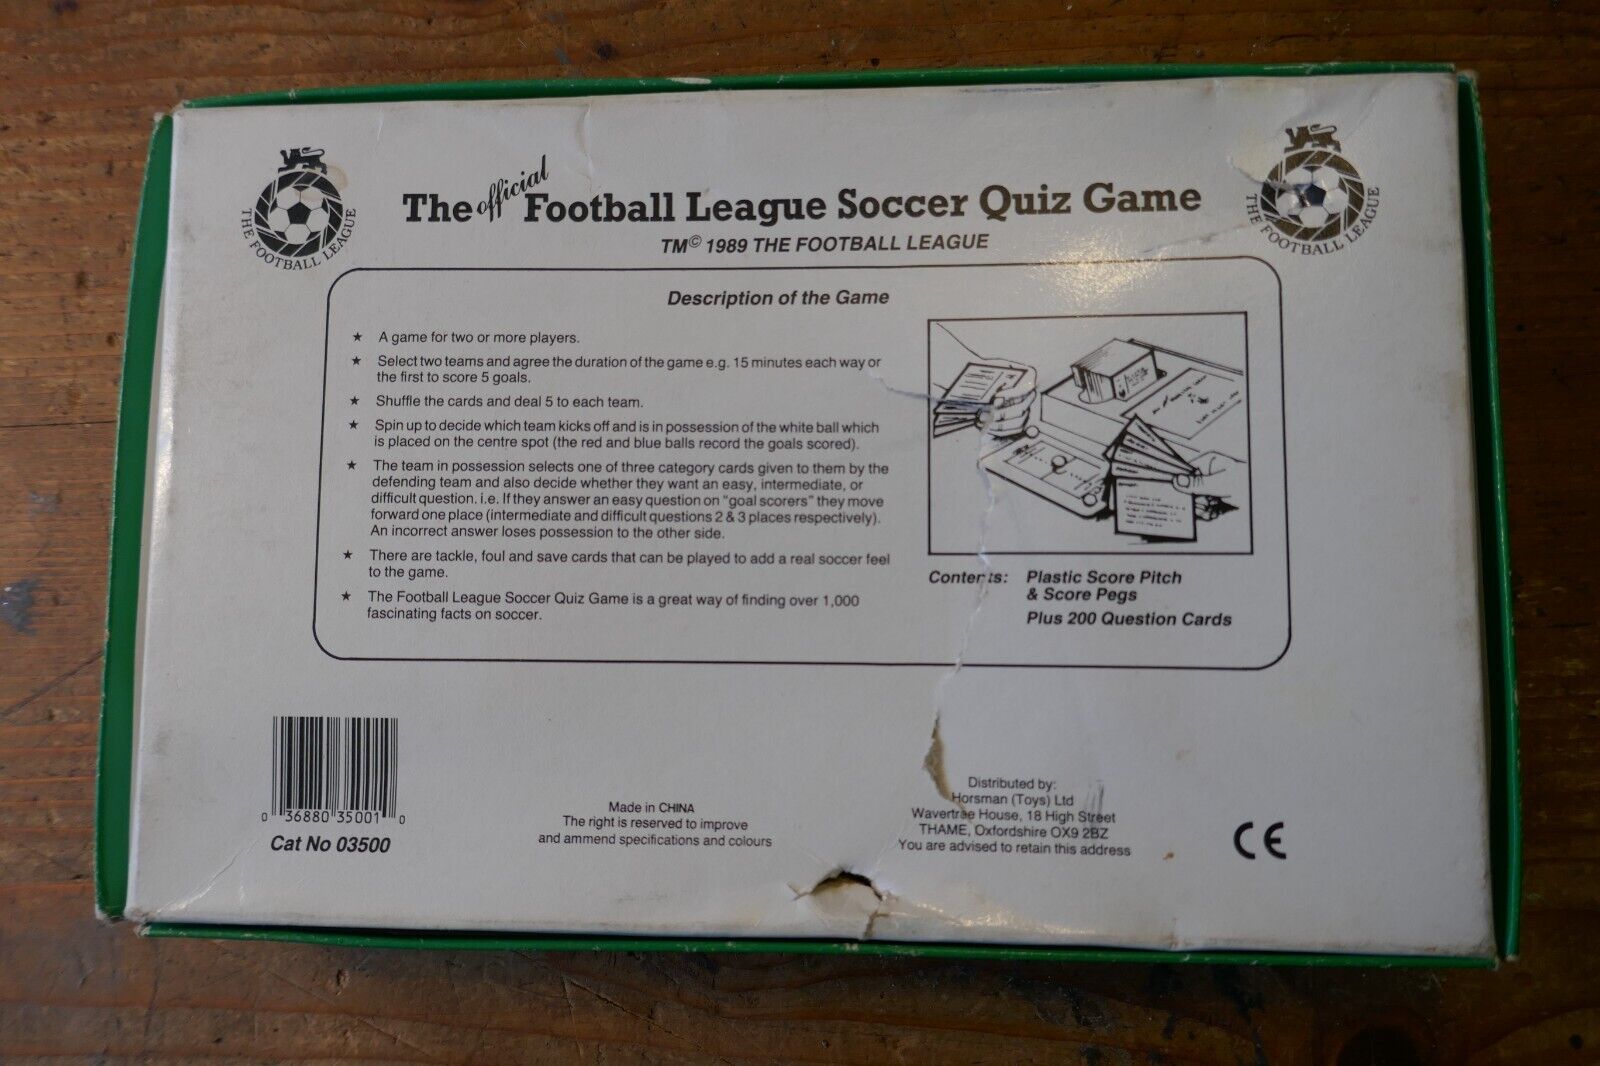 The official Football League Soccer Quiz Game
TM© 1989 THE FOOTBALL LEAGUE
THE FOOTBALL LEAGUE
THE FOOTBALL LEAGUE
Description of the Game
★ A game for two or more players.
★ Select two teams and agree the duration of the game e.g. 15 minutes each way or
the first to score 5 goals.
★ Shuffle the cards and deal 5 to each team.
★ Spin up to decide which team kicks off and is in possession of the white ball which
is placed on the centre spot (the red and blue balls record the goals scored).
★ The team in possession selects one of three category cards given to them by the
defending team and also decide whether they want an easy, intermediate, or
difficult question. i.e. If they answer an easy question on "goal scorers" they move
forward one place (intermediate and difficult questions 2 & 3 places respectively).
An incorrect answer loses possession to the other side.
★ There are tackle, foul and save cards that can be played to add a real soccer feel
to the game.
★ The Football League Soccer Quiz Game is a great way of finding over 1,000
fascinating facts on soccer.
Contents: Plastic Score Pitch
& Score Pegs
Plus 200 Question Cards
0 36880 35001 0
Cat No 03500
Made in CHINA
The right is reserved to improve
and ammend specifications and colours
Distributed by:
Horsman (Toys) Ltd
Wavertrae House, 18 High Street
THAME, Oxfordshire OX9 2BZ
You are advised to retain this address
CE